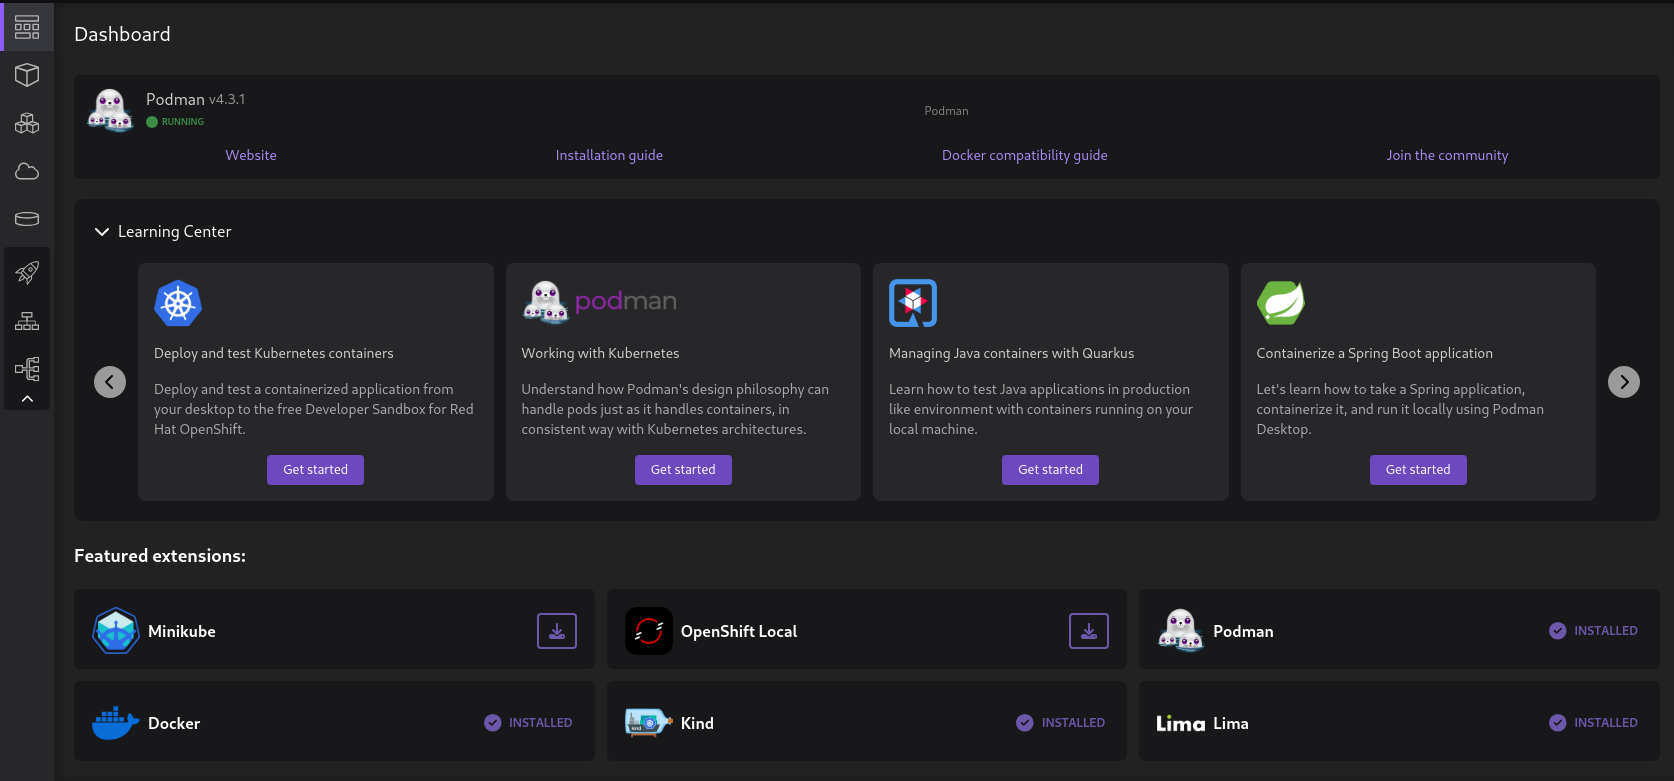 Dashboard
Podman v4.3.1
RUNNING
Podman
Website
Installation guide
Docker compatibility guide
Join the community
Learning Center
podman
Deploy and test Kubernetes containers
Deploy and test a containerized application from
your desktop to the free Developer Sandbox for Red
Hat OpenShift.
Get started
Working with Kubernetes
Understand how Podman's design philosophy can
handle pods just as it handles containers, in
consistent way with Kubernetes architectures.
Get started
Managing Java containers with Quarkus
Learn how to test Java applications in production
like environment with containers running on your
local machine.
Get started
Containerize a Spring Boot application
Let's learn how to take a Spring application,
containerize it, and run it locally using Podman
Desktop.
Get started
Featured extensions:
Minikube
OpenShift Local
Podman
INSTALLED
Docker
INSTALLED
kind
Kind
INSTALLED
Lima
Lima
INSTALLED